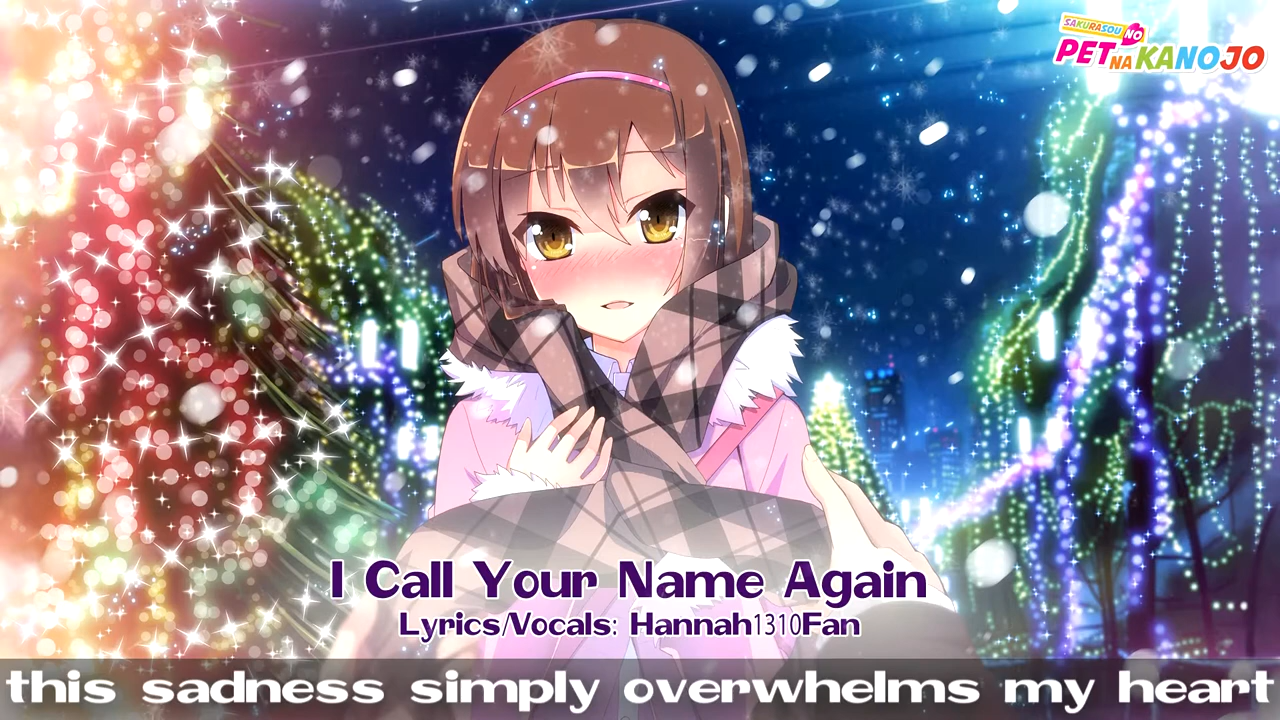 SAKURASOU NO
PET NA KANOJO
I Call Your Name Again
Lyrics/Vocals: Hannah1310Fan
this sadness simply overwhelms my heart